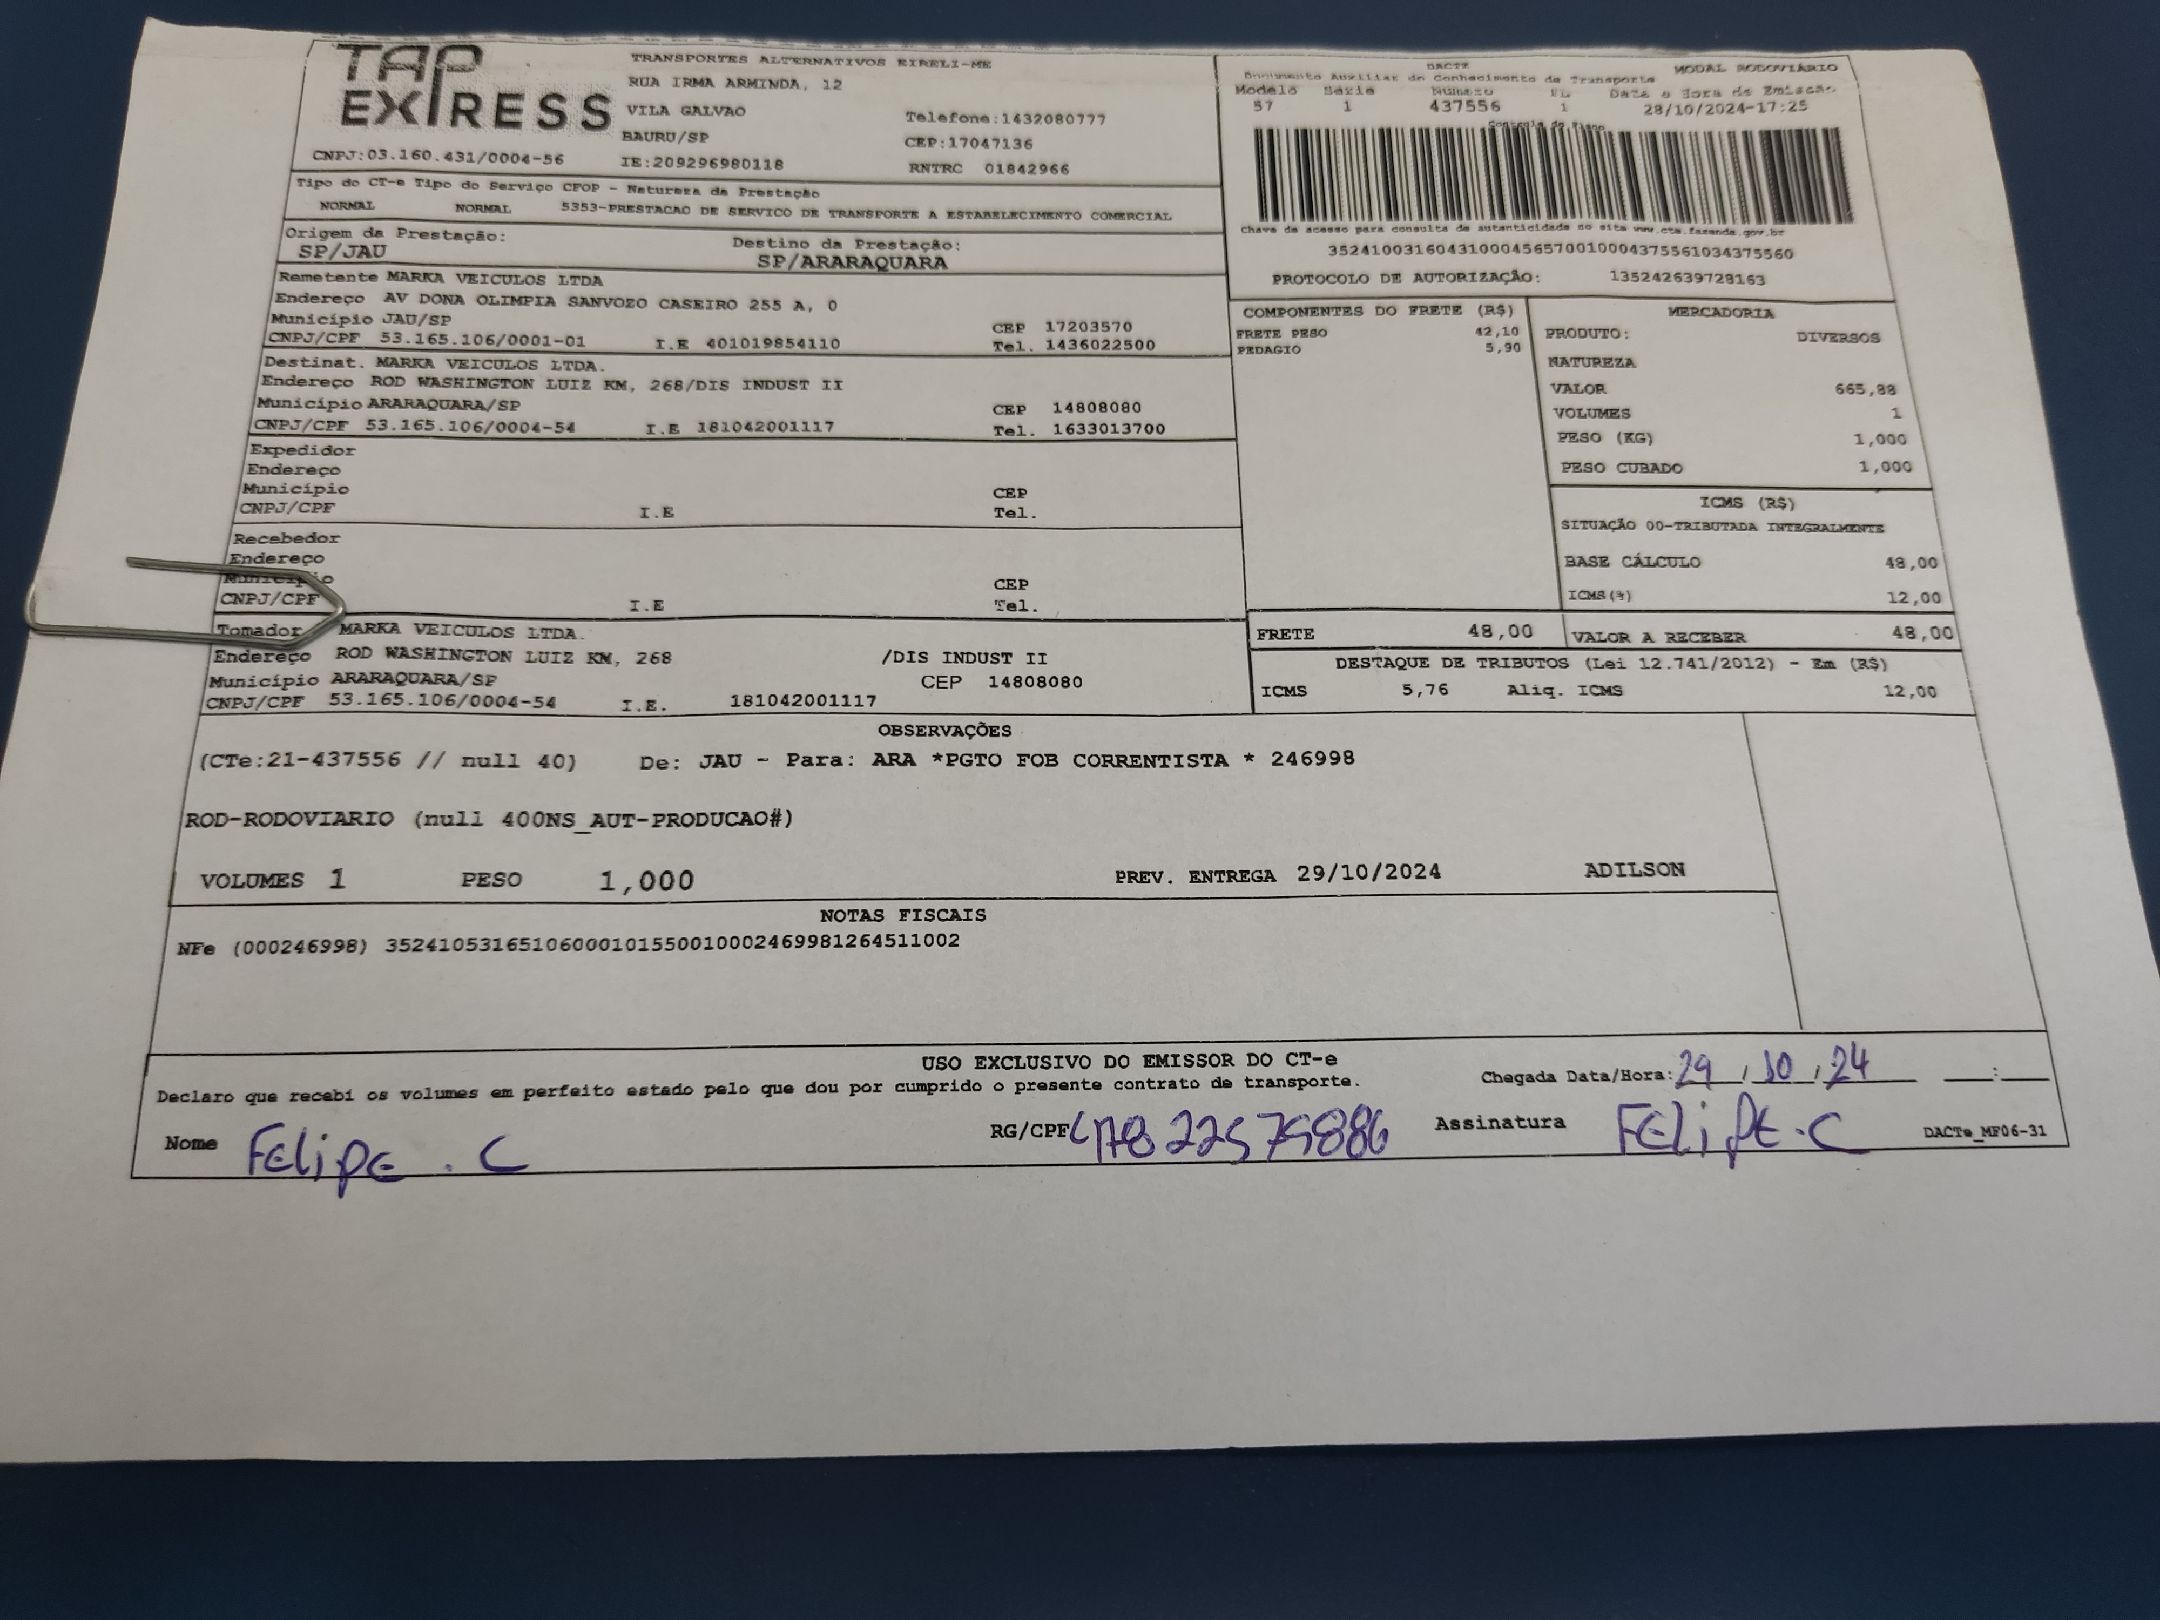 TAP EXPRESS
TRANSPORTES ALTERNATIVOS EIRELI-ME
RUA IRMA ARMINDA, 12
VILA GALVAO Telefone:1432080777
BAURU/SP CEP:17047136
CNPJ:03.160.431/0004-56 IE:209296980118 RNTRC 01842966
DACTE MODAL RODOVIÁRIO
Documento Auxiliar do Conhecimento de Transporte
Modelo Série Número FL Data e Hora de Emissão
57 1 437556 1 28/10/2024-17:25
Controle do Fisco
Chave de acesso para consulta de autenticidade no site www.cte.fazenda.gov.br
35241003160431000456570010004375561034375560
PROTOCOLO DE AUTORIZAÇÃO: 135242639728163
Tipo do CT-e Tipo do Serviço CFOP - Natureza da Prestação
NORMAL NORMAL 5353-PRESTACAO DE SERVICO DE TRANSPORTE A ESTABELECIMENTO COMERCIAL
Origem da Prestação: Destino da Prestação:
SP/JAU SP/ARARAQUARA
Remetente MARKA VEICULOS LTDA
Endereço AV DONA OLIMPIA SANVOZO CASEIRO 255 A, 0
Município JAU/SP CEP 17203570
CNPJ/CPF 53.165.106/0001-01 I.E 401019854110 Tel. 1436022500
Destinat. MARKA VEICULOS LTDA.
Endereço ROD WASHINGTON LUIZ KM, 268/DIS INDUST II
Município ARARAQUARA/SP CEP 14808080
CNPJ/CPF 53.165.106/0004-54 I.E 181042001117 Tel. 1633013700
Expedidor
Endereço
Município CEP
CNPJ/CPF I.E Tel.
Recebedor
Endereço
Município CEP
CNPJ/CPF I.E Tel.
Tomador MARKA VEICULOS LTDA.
Endereço ROD WASHINGTON LUIZ KM, 268 /DIS INDUST II
Município ARARAQUARA/SP CEP 14808080
CNPJ/CPF 53.165.106/0004-54 I.E. 181042001117
COMPONENTES DO FRETE (R$)
FRETE PESO 42,10
PEDAGIO 5,90
MERCADORIA
PRODUTO: DIVERSOS
NATUREZA
VALOR 665,88
VOLUMES 1
PESO (KG) 1,000
PESO CUBADO 1,000
ICMS (R$)
SITUAÇÃO 00-TRIBUTADA INTEGRALMENTE
BASE CÁLCULO 48,00
ICMS(%) 12,00
FRETE 48,00 VALOR A RECEBER 48,00
DESTAQUE DE TRIBUTOS (Lei 12.741/2012) - Em (R$)
ICMS 5,76 Aliq. ICMS 12,00
OBSERVAÇÕES
(CTe:21-437556 // null 40) De: JAU - Para: ARA *PGTO FOB CORRENTISTA * 246998
ROD-RODOVIARIO (null 400NS_AUT-PRODUCAO#)
VOLUMES 1 PESO 1,000 PREV. ENTREGA 29/10/2024 ADILSON
NOTAS FISCAIS
NFe (000246998) 35241053165106000101550010002469981264511002
USO EXCLUSIVO DO EMISSOR DO CT-e
Declaro que recebi os volumes em perfeito estado pelo que dou por cumprido o presente contrato de transporte. Chegada Data/Hora: 29 / 10 / 24 __:__
Nome FEliPE . C RG/CPF 47822575886 Assinatura FEliPE . C DACTe_MF06-31